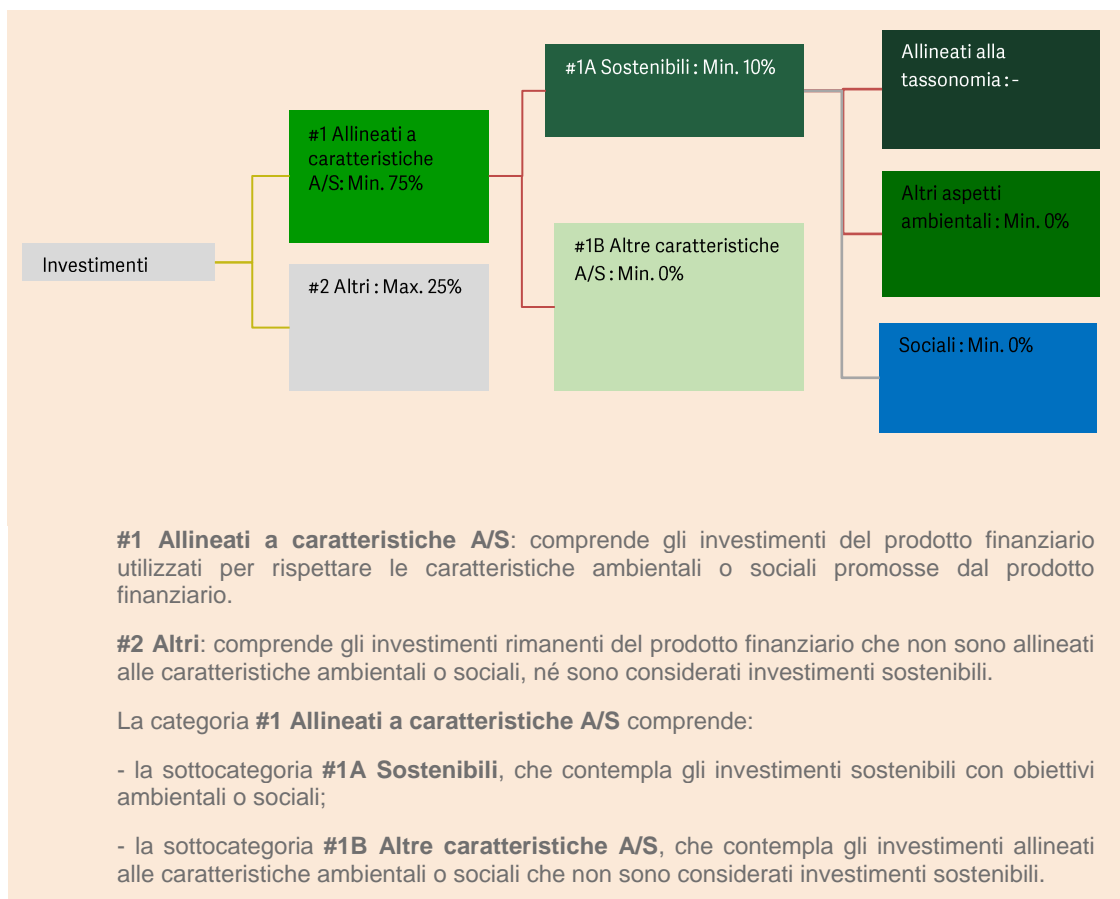 Investimenti
#1 Allineati a
caratteristiche
A/S: Min. 75%
#2 Altri : Max. 25%
#1A Sostenibili : Min. 10%
#1B Altre caratteristiche
A/S : Min. 0%
Allineati alla
tassonomia : -
Altri aspetti
ambientali : Min. 0%
Sociali : Min. 0%
#1 Allineati a caratteristiche A/S: comprende gli investimenti del prodotto finanziario
utilizzati per rispettare le caratteristiche ambientali o sociali promosse dal prodotto
finanziario.
#2 Altri: comprende gli investimenti rimanenti del prodotto finanziario che non sono allineati
alle caratteristiche ambientali o sociali, né sono considerati investimenti sostenibili.
La categoria #1 Allineati a caratteristiche A/S comprende:
- la sottocategoria #1A Sostenibili, che contempla gli investimenti sostenibili con obiettivi
ambientali o sociali;
- la sottocategoria #1B Altre caratteristiche A/S, che contempla gli investimenti allineati
alle caratteristiche ambientali o sociali che non sono considerati investimenti sostenibili.